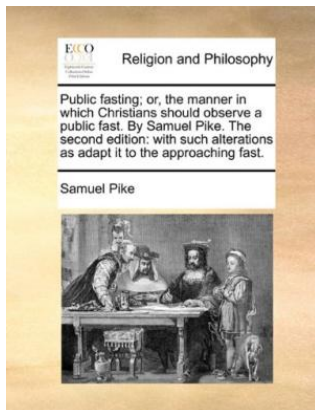 ECCO
Religion and Philosophy
Public fasting; or, the manner in
which Christians should observe a
public fast. By Samuel Pike. The
second edition: with such alterations
as adapt it to the approaching fast.
Samuel Pike